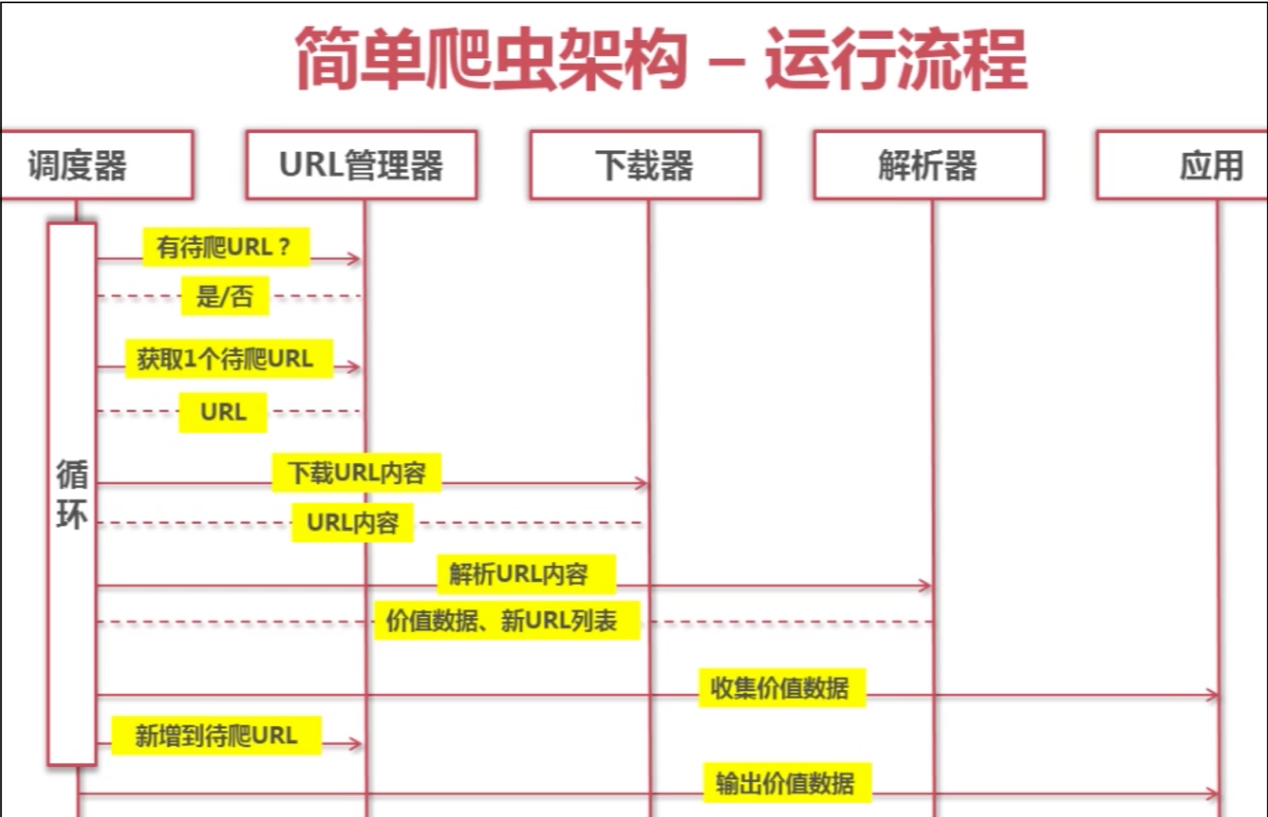 简单爬虫架构 – 运行流程
调度器
URL管理器
下载器
解析器
应用
有待爬URL？
是/否
获取1个待爬URL
URL
循环
下载URL内容
URL内容
解析URL内容
价值数据、新URL列表
收集价值数据
新增到待爬URL
输出价值数据